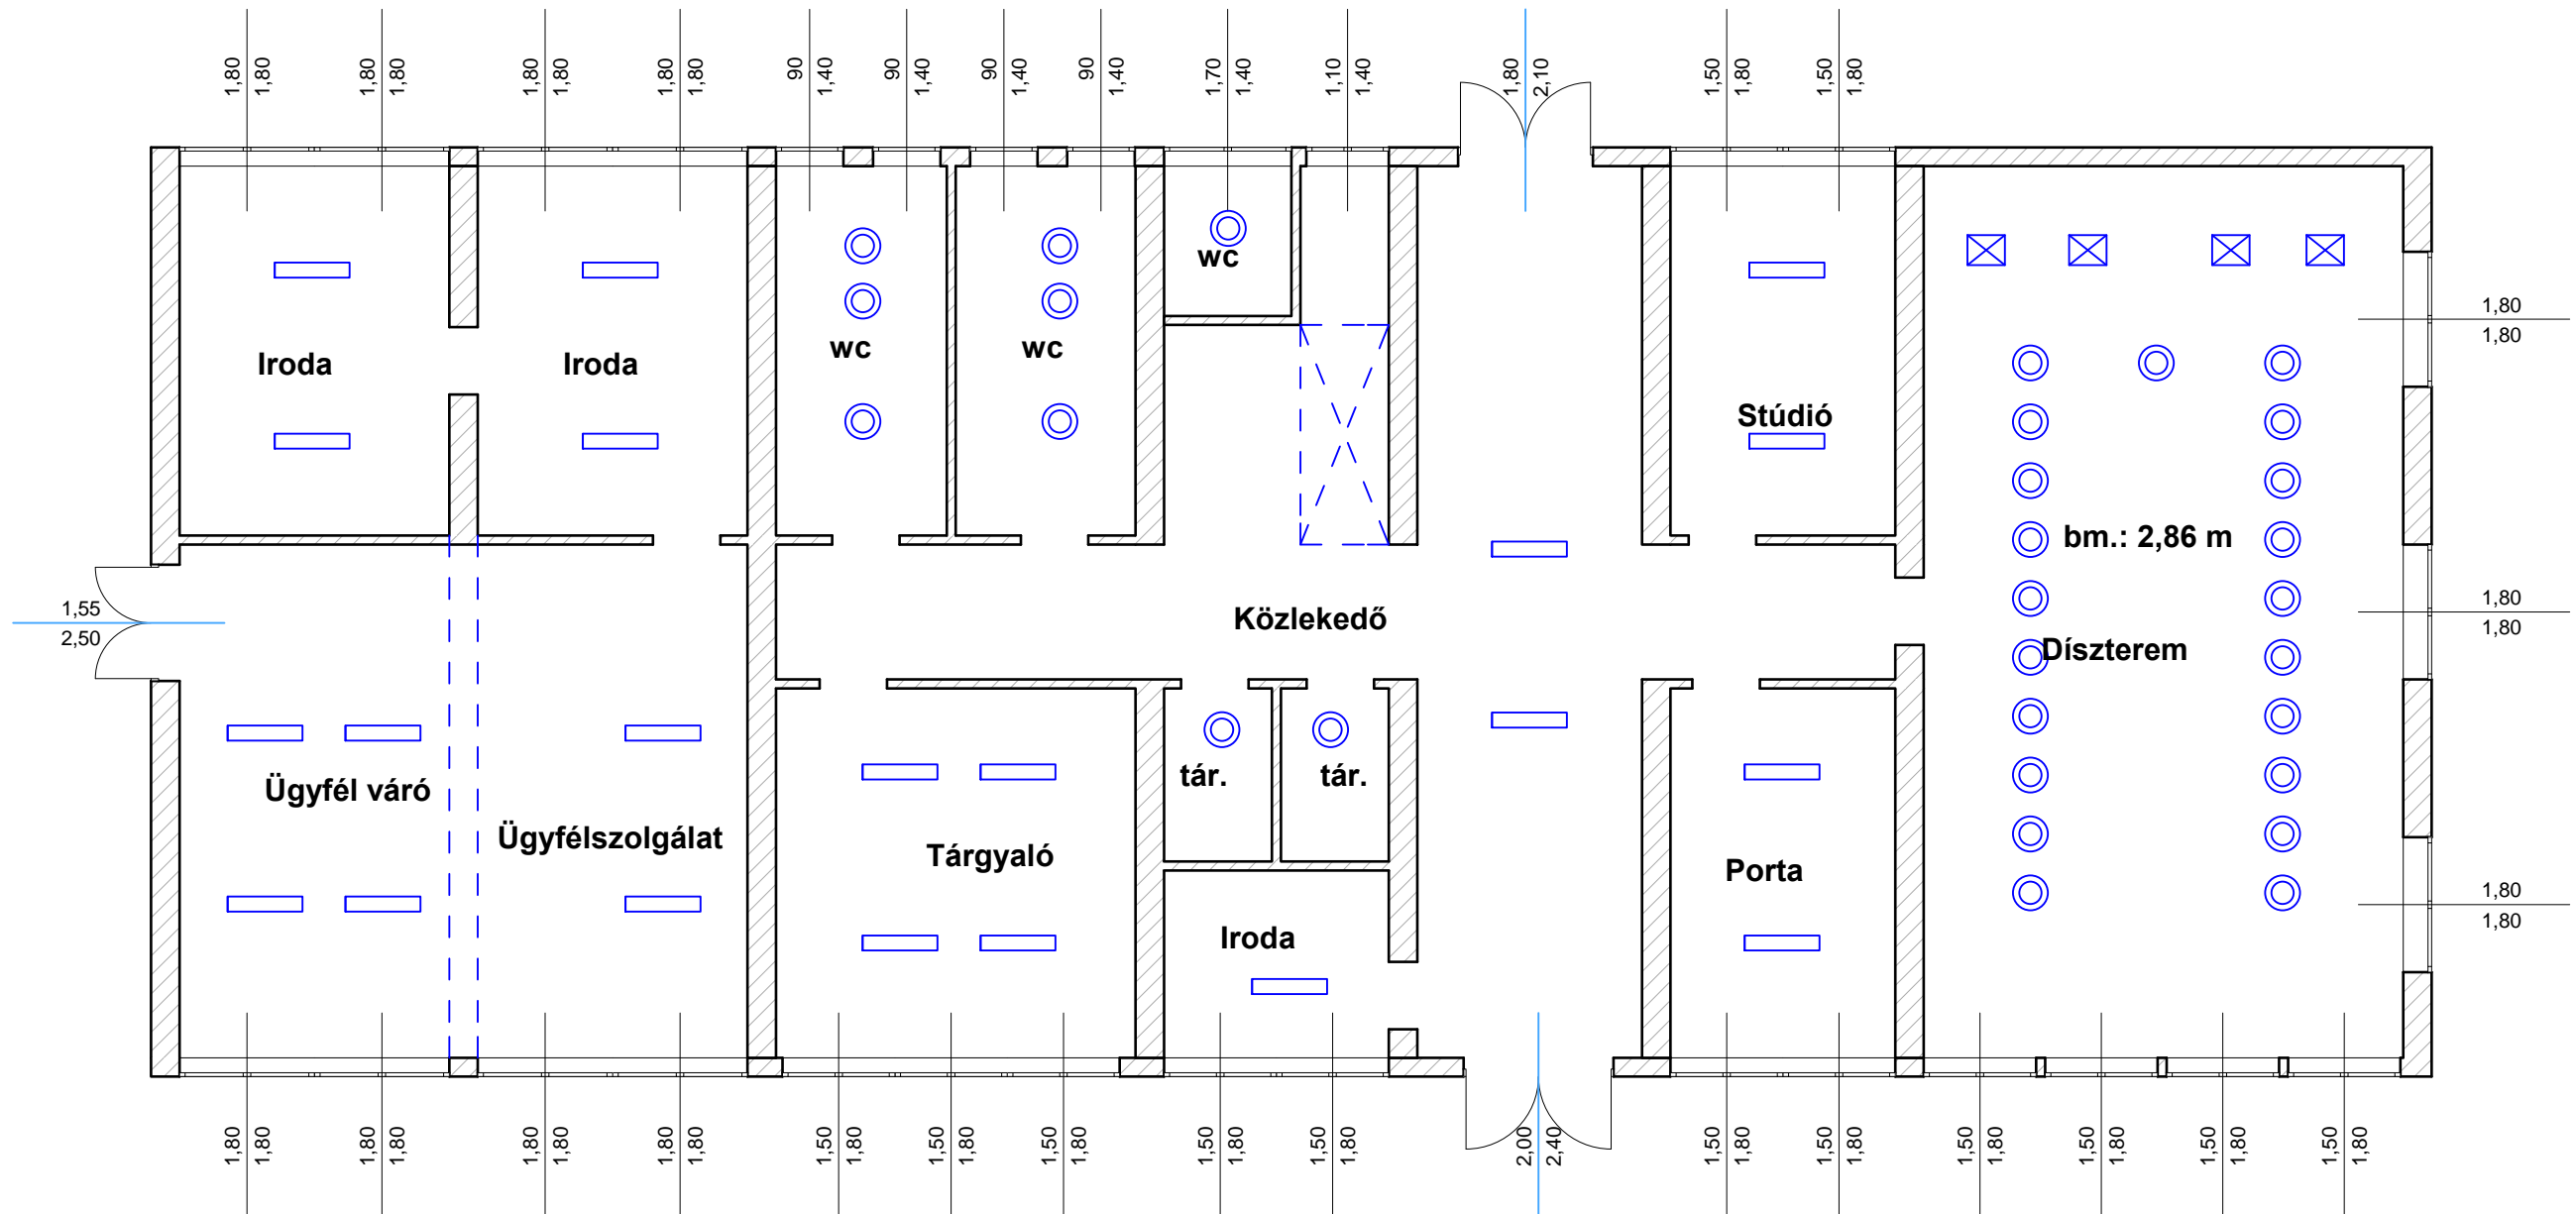 1,80 1,80 1,80 1,80 90 90 90 90 1,70 1,10 1,80 1,50 1,50
1,80 1,80 1,80 1,80 1,40 1,40 1,40 1,40 1,40 1,40 2,10 1,80 1,80
wc
1,80
1,80
Iroda Iroda wc wc
Stúdió
bm.: 2,86 m
1,55
2,50
Közlekedő
1,80
1,80
Díszterem
Ügyfél váró
tár. tár.
Ügyfélszolgálat
Tárgyaló
Porta
1,80
1,80
Iroda
1,80 1,80 1,80 1,80 1,50 1,50 1,50 1,50 1,50 2,00 1,50 1,50 1,50 1,50 1,50 1,50
1,80 1,80 1,80 1,80 1,80 1,80 1,80 1,80 1,80 2,40 1,80 1,80 1,80 1,80 1,80 1,80